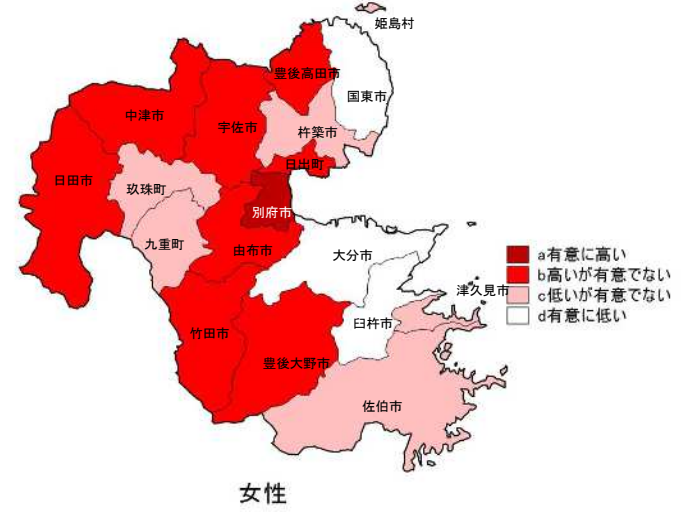 姫島村
豊後高田市
国東市
中津市
宇佐市
杵築市
日出町
日田市
玖珠町
別府市
九重町
由布市
大分市
a有意に高い
b高いが有意でない
津久見市
c低いが有意でない
d有意に低い
臼杵市
竹田市
豊後大野市
佐伯市
女性